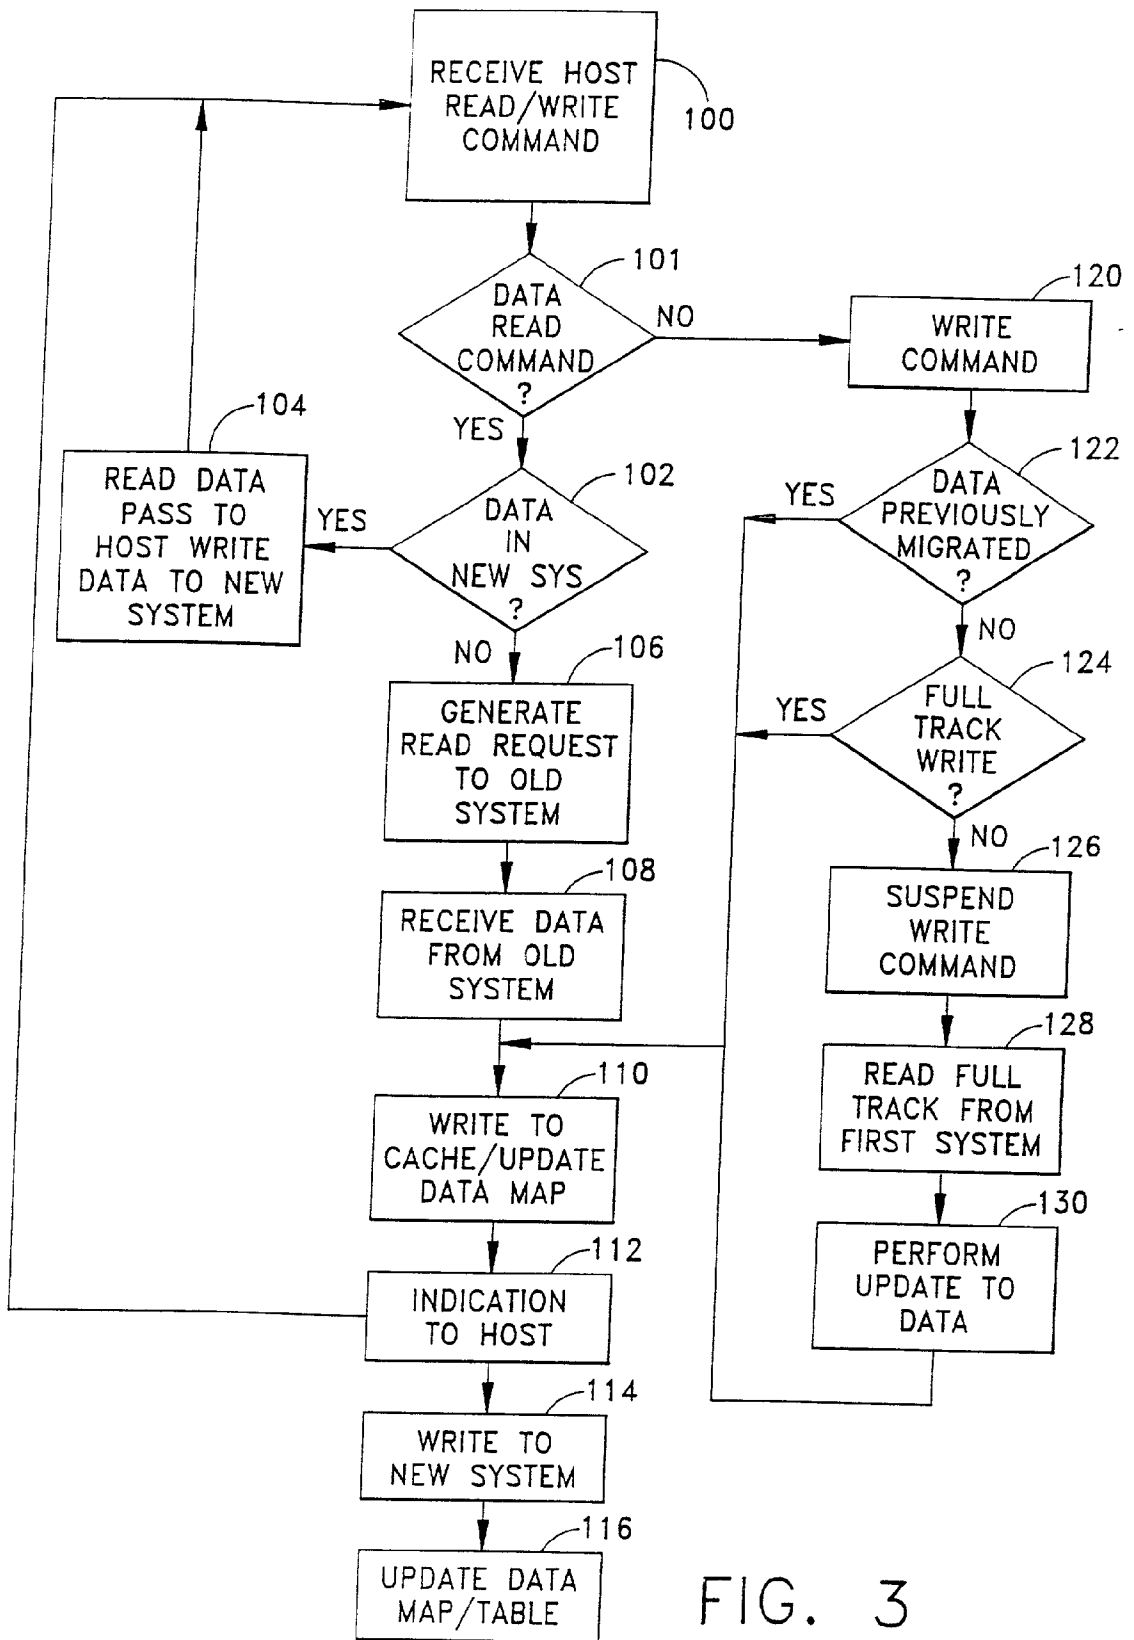 RECEIVE HOST
READ/WRITE
COMMAND
100
DATA
READ
COMMAND
?
101
NO
YES
WRITE
COMMAND
120
READ DATA
PASS TO
HOST WRITE
DATA TO NEW
SYSTEM
104
YES
DATA
IN
NEW SYS
?
102
NO
DATA
PREVIOUSLY
MIGRATED
?
122
YES
NO
GENERATE
READ REQUEST
TO OLD
SYSTEM
106
FULL
TRACK
WRITE
?
124
YES
NO
RECEIVE DATA
FROM OLD
SYSTEM
108
SUSPEND
WRITE
COMMAND
126
READ FULL
TRACK FROM
FIRST SYSTEM
128
WRITE TO
CACHE/UPDATE
DATA MAP
110
PERFORM
UPDATE TO
DATA
130
INDICATION
TO HOST
112
WRITE TO
NEW SYSTEM
114
UPDATE DATA
MAP/TABLE
116
FIG. 3